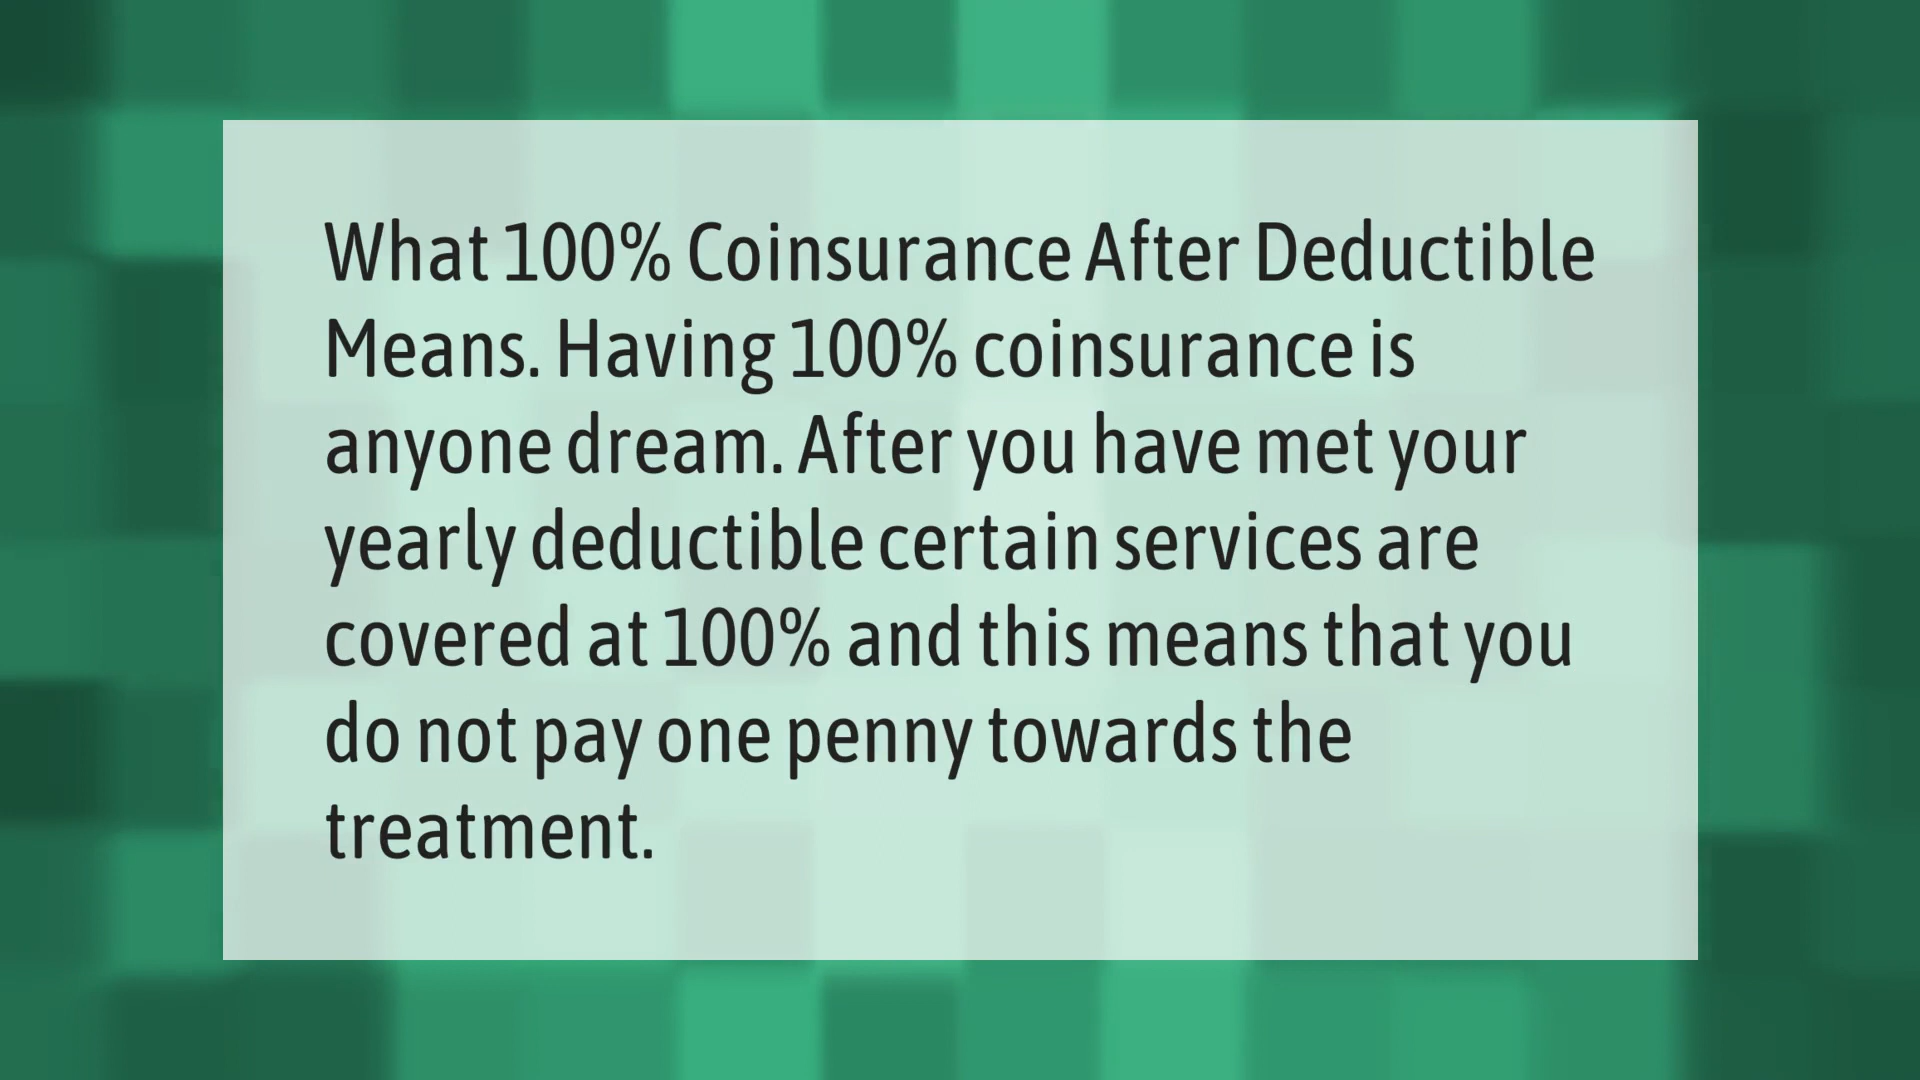 What 100% Coinsurance After Deductible
Means. Having 100% coinsurance is
anyone dream. After you have met your
yearly deductible certain services are
covered at 100% and this means that you
do not pay one penny towards the
treatment.